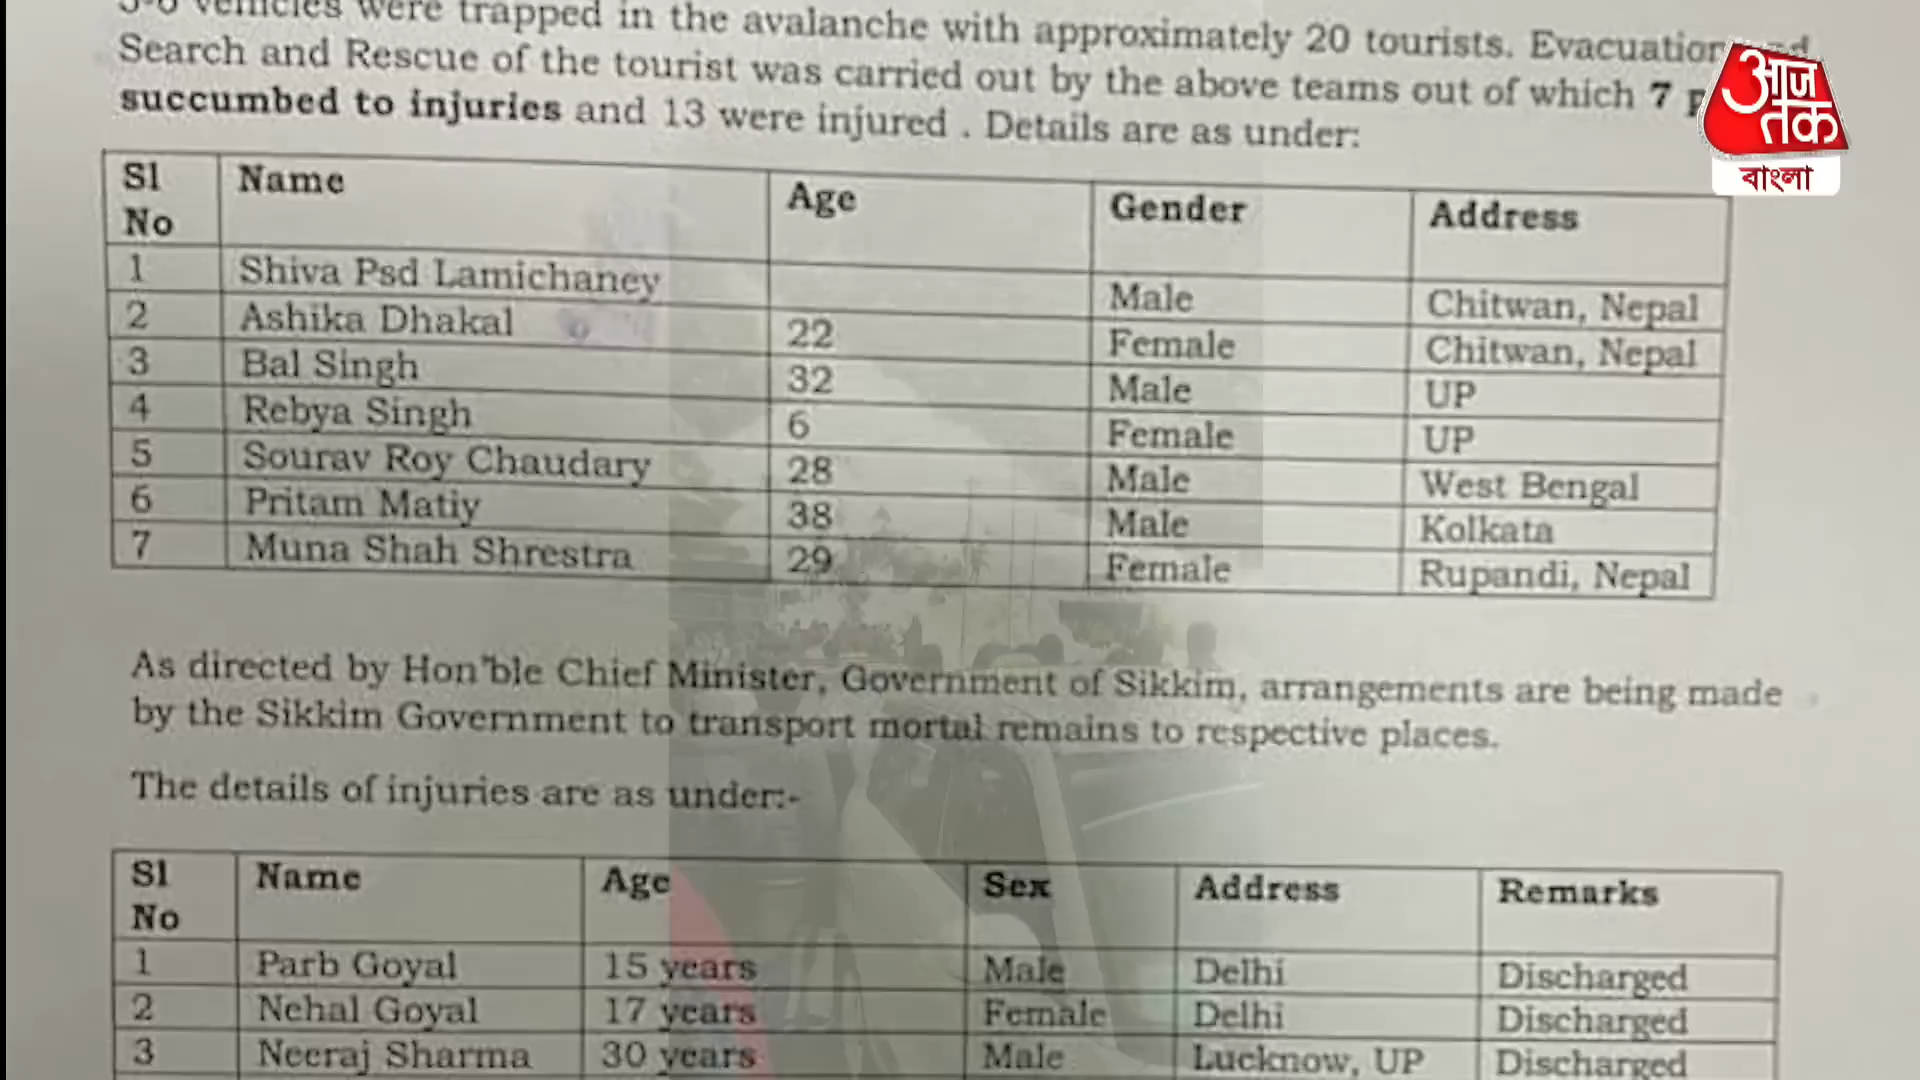 vehicles were trapped in the avalanche with approximately 20 tourists. Evacuation
Search and Rescue of the tourist was carried out by the above teams out of which 7
succumbed to injuries and 13 were injured . Details are as under:
আज तक
বাংলা
Sl No Name Age Gender Address
1 Shiva Psd Lamichaney Male Chitwan, Nepal
2 Ashika Dhakal 22 Female Chitwan, Nepal
3 Bal Singh 32 Male UP
4 Rebya Singh 6 Female UP
5 Sourav Roy Chaudary 28 Male West Bengal
6 Pritam Matiy 38 Male Kolkata
7 Muna Shah Shrestra 29 Female Rupandi, Nepal
As directed by Hon'ble Chief Minister, Government of Sikkim, arrangements are being made
by the Sikkim Government to transport mortal remains to respective places.
The details of injuries are as under:-
Sl No Name Age Sex Address Remarks
1 Parb Goyal 15 years Male Delhi Discharged
2 Nehal Goyal 17 years Female Delhi Discharged
3 Neeraj Sharma 30 years Male Lucknow, UP Discharged